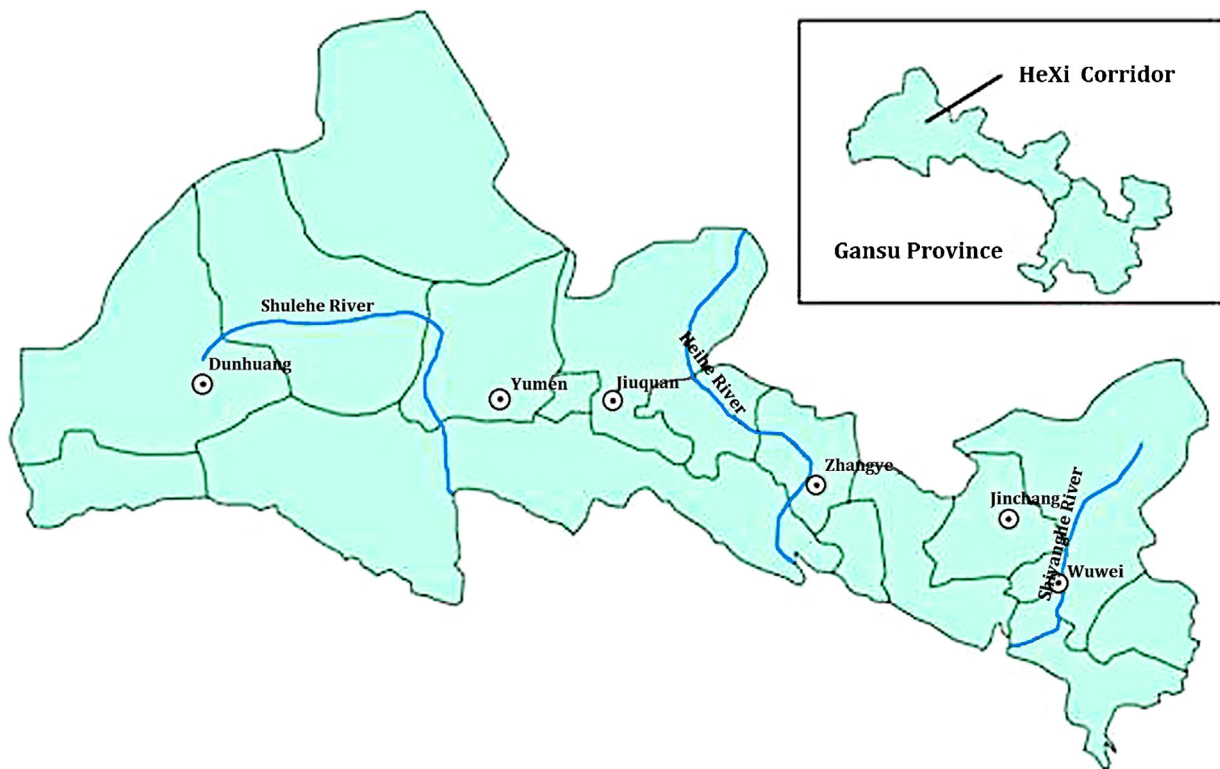 HeXi Corridor
Gansu Province
Shulehe River
Dunhuang
Yumen
Jiuquan
Heihe River
Zhangye
Jinchang
Shiyanghe River
Wuwei